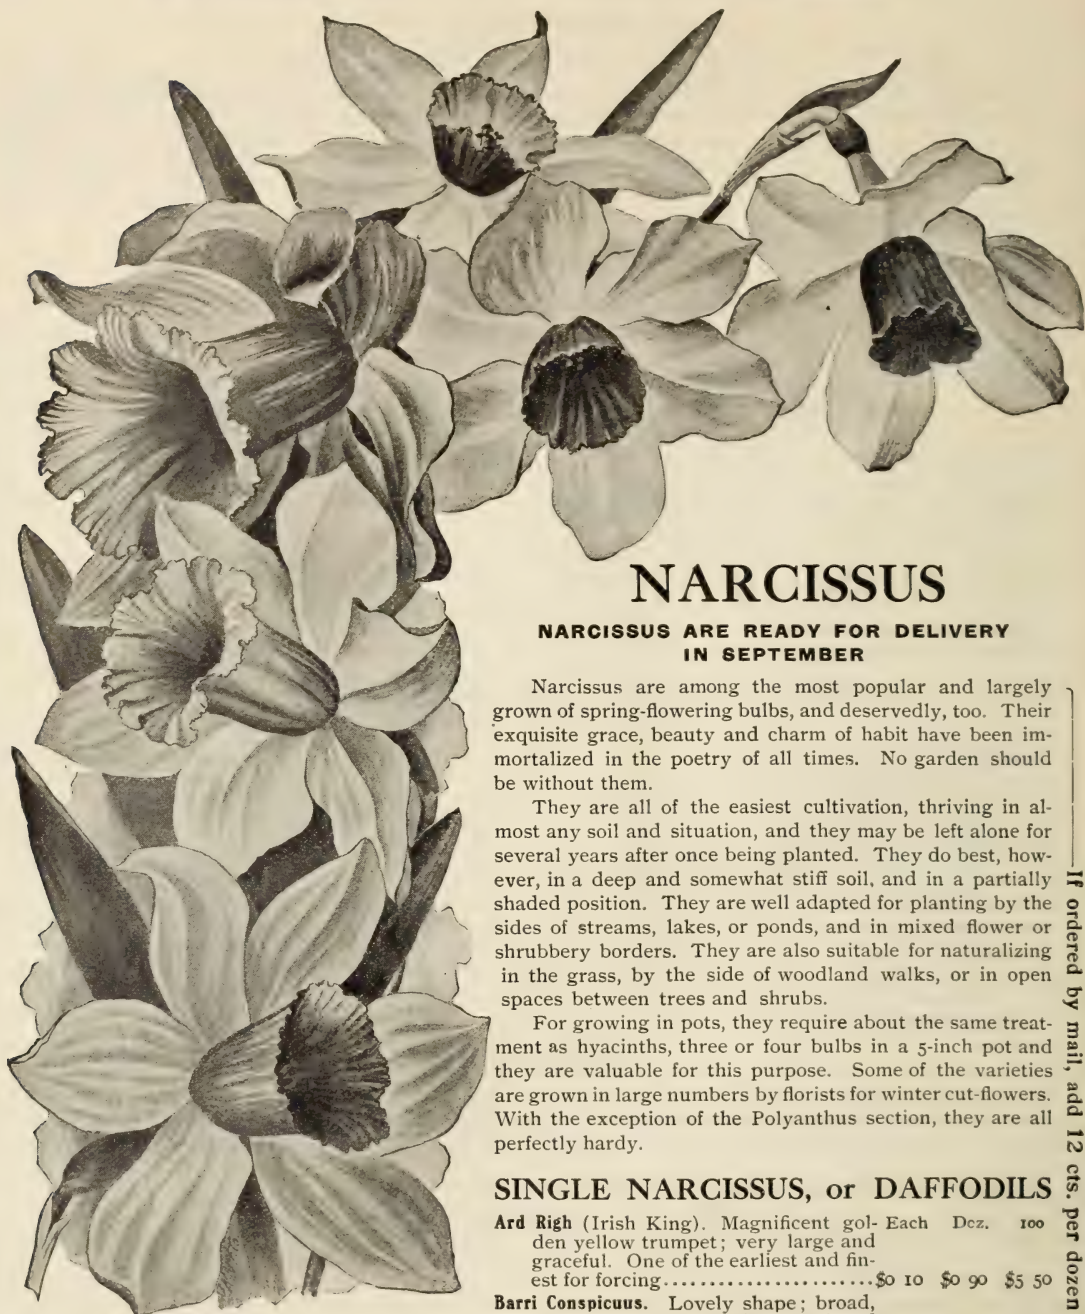 NARCISSUS
NARCISSUS ARE READY FOR DELIVERY
IN SEPTEMBER
Narcissus are among the most popular and largely
grown of spring-flowering bulbs, and deservedly, too. Their
exquisite grace, beauty and charm of habit have been im-
mortalized in the poetry of all times. No garden should
be without them.
They are all of the easiest cultivation, thriving in al-
most any soil and situation, and they may be left alone for
several years after once being planted. They do best, how-
ever, in a deep and somewhat stiff soil, and in a partially
shaded position. They are well adapted for planting by the
sides of streams, lakes, or ponds, and in mixed flower or
shrubbery borders. They are also suitable for naturalizing
in the grass, by the side of woodland walks, or in open
spaces between trees and shrubs.
For growing in pots, they require about the same treat-
ment as hyacinths, three or four bulbs in a 5-inch pot and
they are valuable for this purpose. Some of the varieties
are grown in large numbers by florists for winter cut-flowers.
With the exception of the Polyanthus section, they are all
perfectly hardy.
SINGLE NARCISSUS, or DAFFODILS
Ard Righ (Irish King). Magnificent gol- Each Dcz. 100
den yellow trumpet; very large and
graceful. One of the earliest and fin-
est for forcing........................$0 10 $0 90 $5 50
Barri Conspicuus. Lovely shape; broad,
If ordered by mail, add 12 cts. per dozen